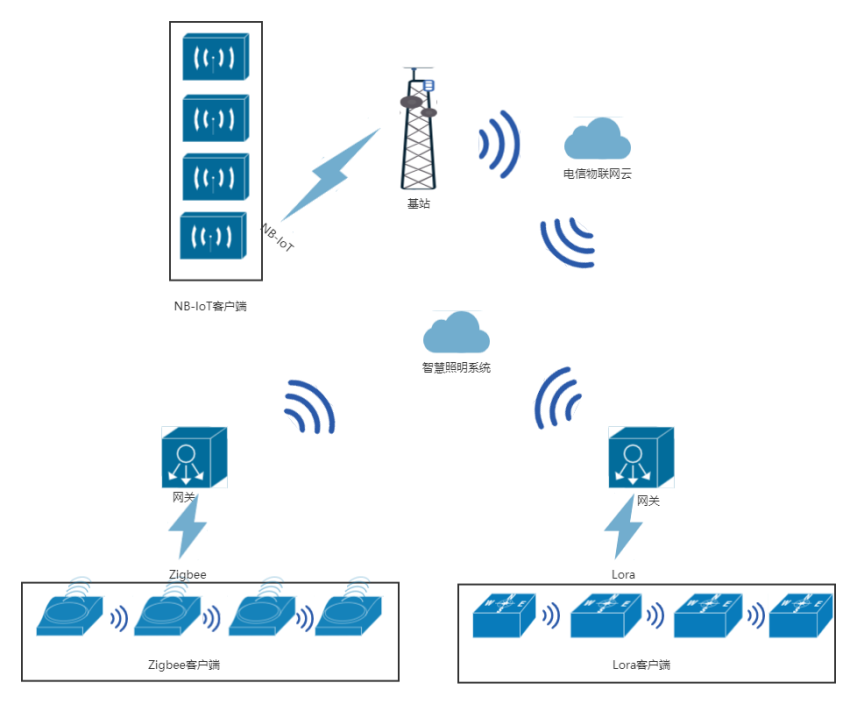 电信物联网云
基站
NB-IoT
NB-IoT客户端
智慧照明系统
网关
网关
Zigbee
Lora
Zigbee客户端
Lora客户端